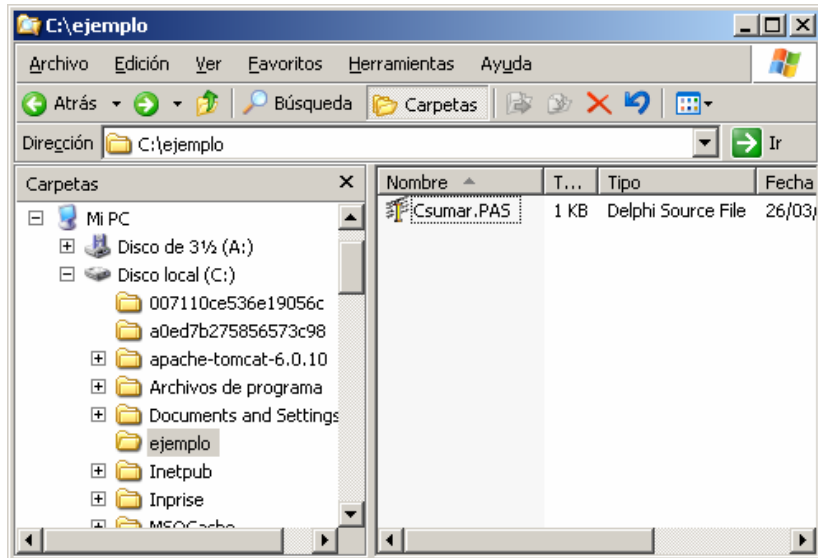 C:\ejemplo
Archivo Edición Ver Favoritos Herramientas Ayuda
Atrás Búsqueda Carpetas
Dirección C:\ejemplo Ir
Carpetas
Nombre T... Tipo Fecha
Csumar.PAS 1 KB Delphi Source File 26/03/
Mi PC
Disco de 3½ (A:)
Disco local (C:)
007110ce536e19056c
a0ed7b275856573c98
apache-tomcat-6.0.10
Archivos de programa
Documents and Settings
ejemplo
Inetpub
Inprise
MSOCache